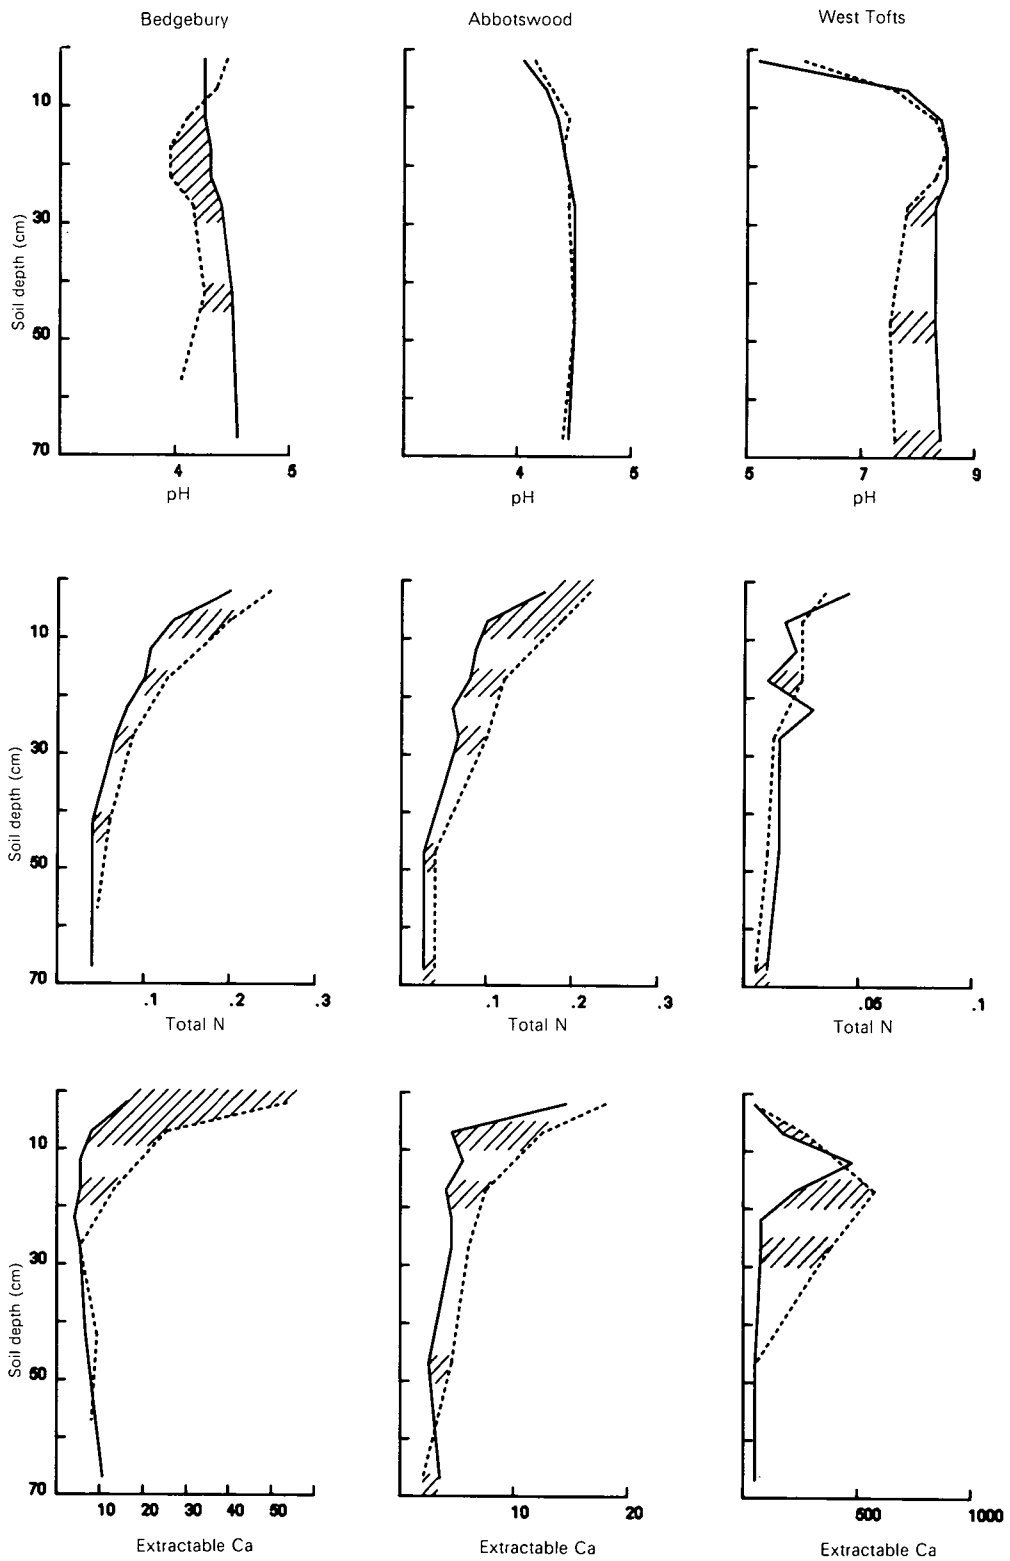 Bedgebury Abbotswood West Tofts
10
30
50
70
Soil depth (cm)
4 5
pH
4 5
pH
5 7 9
pH
10
30
50
70
Soil depth (cm)
.1 .2 .3
Total N
.1 .2 .3
Total N
.05 .1
Total N
10
30
50
70
Soil depth (cm)
10 20 30 40 50
Extractable Ca
10 20
Extractable Ca
500 1000
Extractable Ca